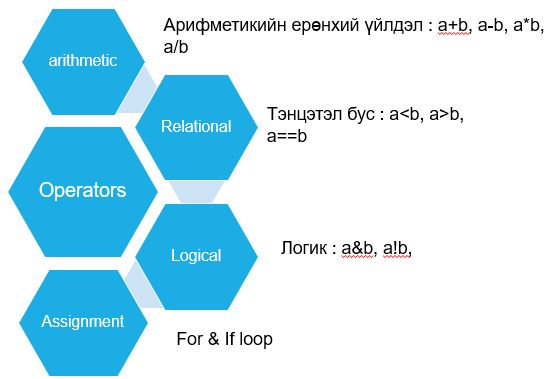 arithmetic
Арифметикийн ерөнхий үйлдэл : a+b, a-b, a*b,
a/b
Relational
Тэнцэтэл бус : a<b, a>b,
a==b
Operators
Logical
Логик : a&b, a!b,
Assignment
For & If loop